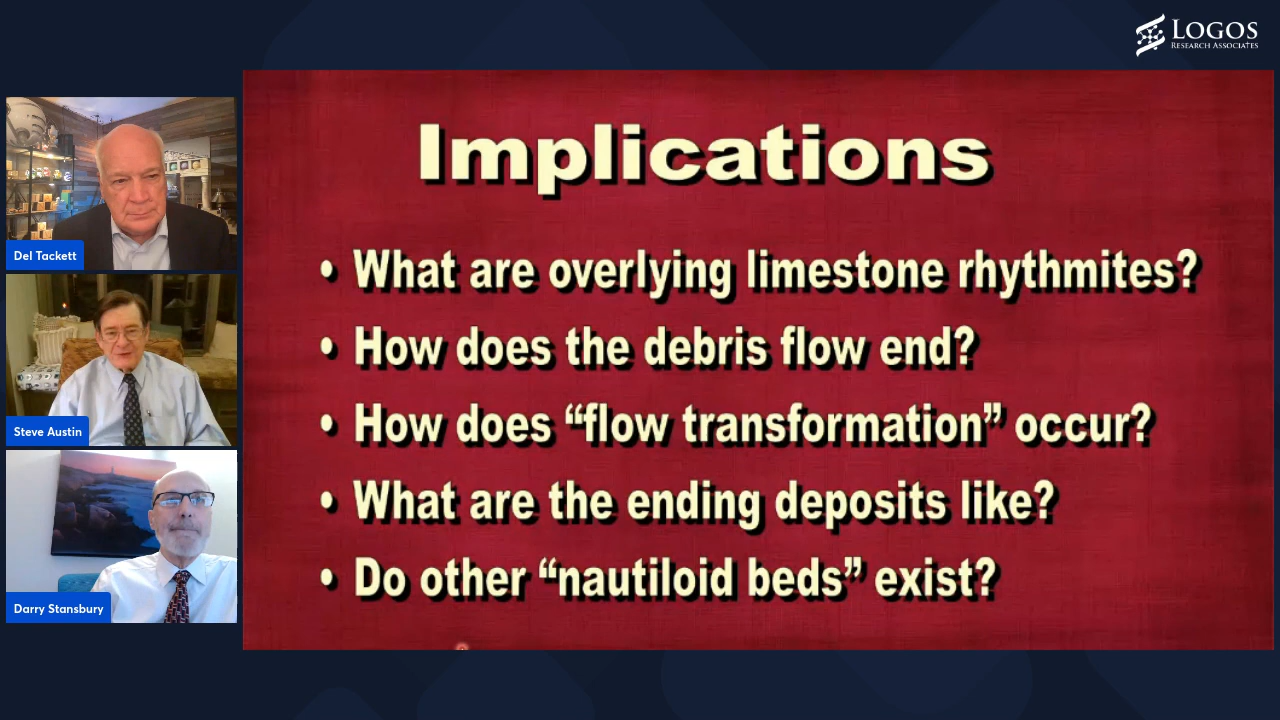 LOGOS
RESEARCH ASSOCIATES
Del Tackett
Steve Austin
Darry Stansbury
Implications
• What are overlying limestone rhythmites?
• How does the debris flow end?
• How does “flow transformation” occur?
• What are the ending deposits like?
• Do other “nautiloid beds” exist?